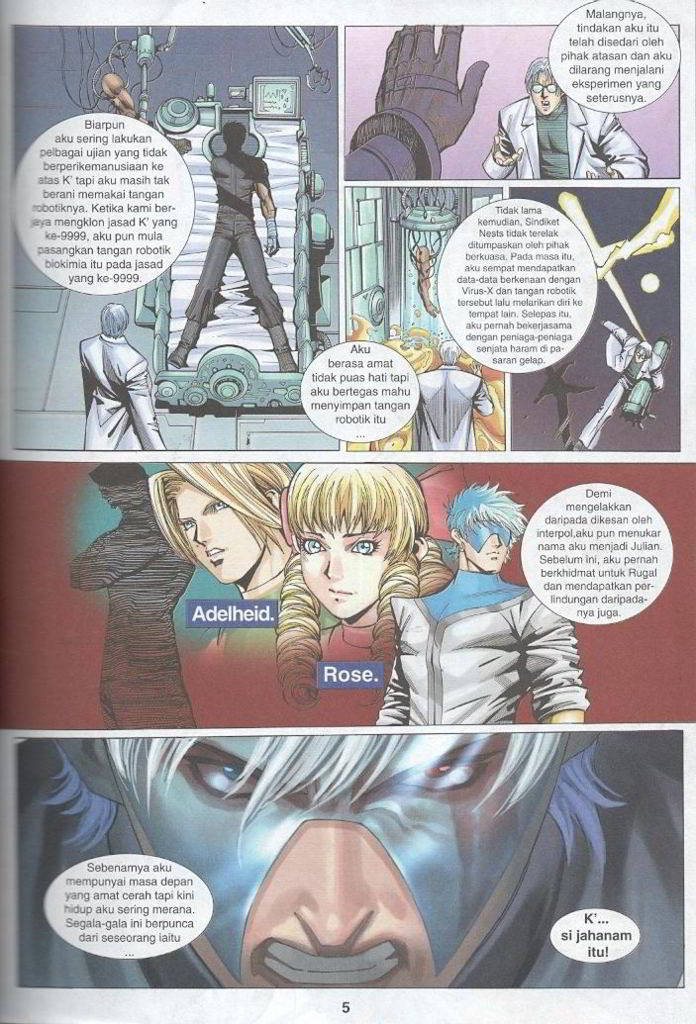 Biarpun
aku sering lakukan
pelbagai ujian yang tidak
berperikemanusiaan ke
atas K' tapi aku masih tak
berani memakai tangan
robotiknya. Ketika kami ber-
jaya mengklon jasad K' yang
ke-9999, aku pun mula
pasangkan tangan robotik
biokimia itu pada jasad
yang ke-9999.
Malangnya,
tindakan aku itu
telah disedari oleh
pihak atasan dan aku
dilarang menjalani
eksperimen yang
seterusnya.
Aku
berasa amat
tidak puas hati tapi
aku bertegas mahu
menyimpan tangan
robotik itu
...
Tidak lama
kemudian, Sindiket
Nests tidak terelak
ditumpaskan oleh pihak
berkuasa. Pada masa itu,
aku sempat mendapatkan
data-data berkenaan dengan
Virus-X dan tangan robotik
tersebut lalu melarikan diri ke
tempat lain. Selepas itu,
aku pernah bekerjasama
dengan peniaga-peniaga
senjata haram di pa-
saran gelap.
Adelheid.
Rose.
Demi
mengelakkan
daripada dikesan oleh
interpol,aku pun menukar
nama aku menjadi Julian.
Sebelum ini, aku pernah
berkhidmat untuk Rugal
dan mendapatkan per-
lindungan daripada-
nya juga.
Sebenarnya aku
mempunyai masa depan
yang amat cerah tapi kini
hidup aku sering merana.
Segala-gala ini berpunca
dari seseorang iaitu
...
K'...
si jahanam
itu!
5